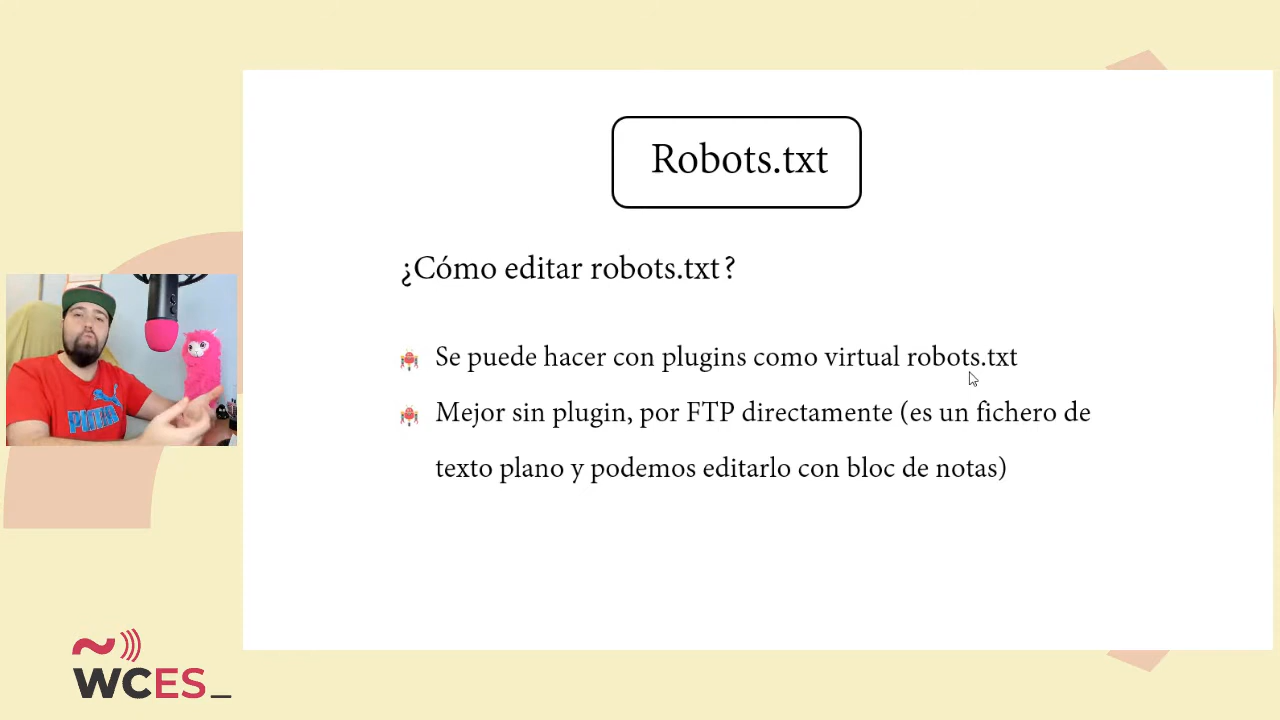 Robots.txt
¿Cómo editar robots.txt?
Se puede hacer con plugins como virtual robots.txt
Mejor sin plugin, por FTP directamente (es un fichero de
texto plano y podemos editarlo con bloc de notas)
PUMA
WCES_